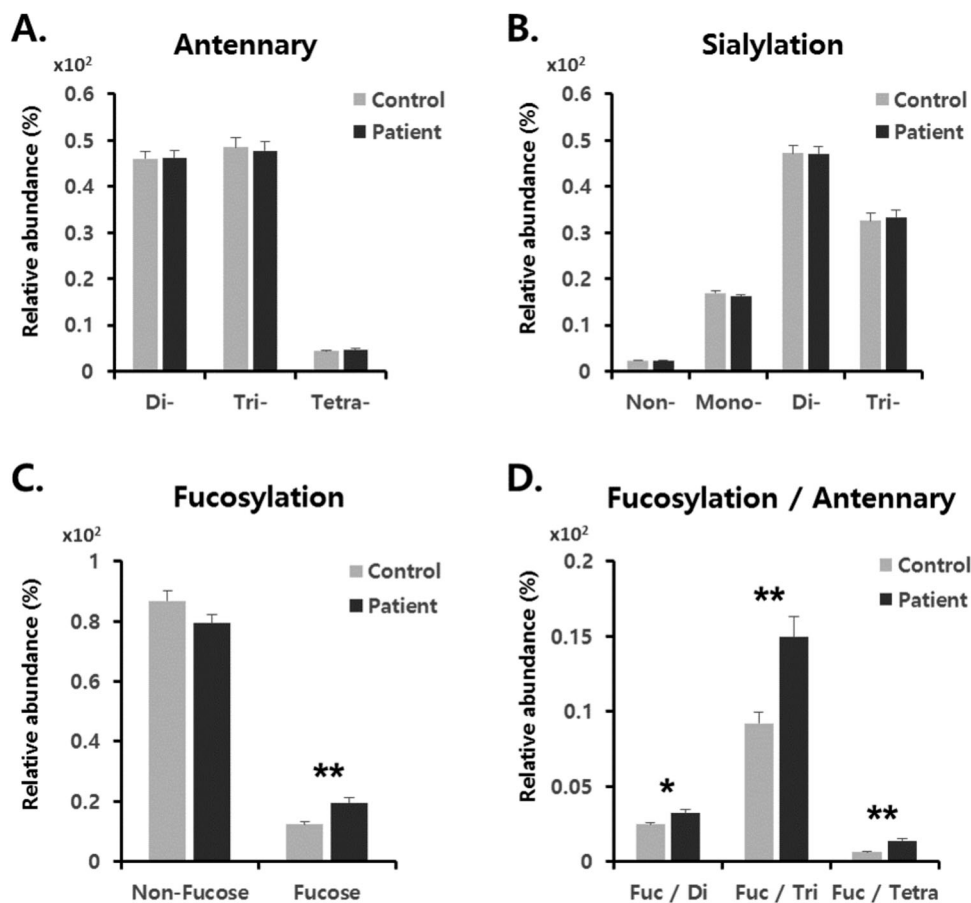 A.
Antennary
x10²
Relative abundance (%)
0.6
0.5
0.4
0.3
0.2
0.1
0
Control
Patient
Di- Tri- Tetra-
B.
Sialylation
x10²
Relative abundance (%)
0.6
0.5
0.4
0.3
0.2
0.1
0
Control
Patient
Non- Mono- Di- Tri-
C.
Fucosylation
x10²
Relative abundance (%)
1
0.8
0.6
0.4
0.2
0
Control
Patient
**
Non-Fucose Fucose
D.
Fucosylation / Antennary
x10²
Relative abundance (%)
0.2
0.15
0.1
0.05
0
Control
Patient
*
**
**
Fuc / Di Fuc / Tri Fuc / Tetra